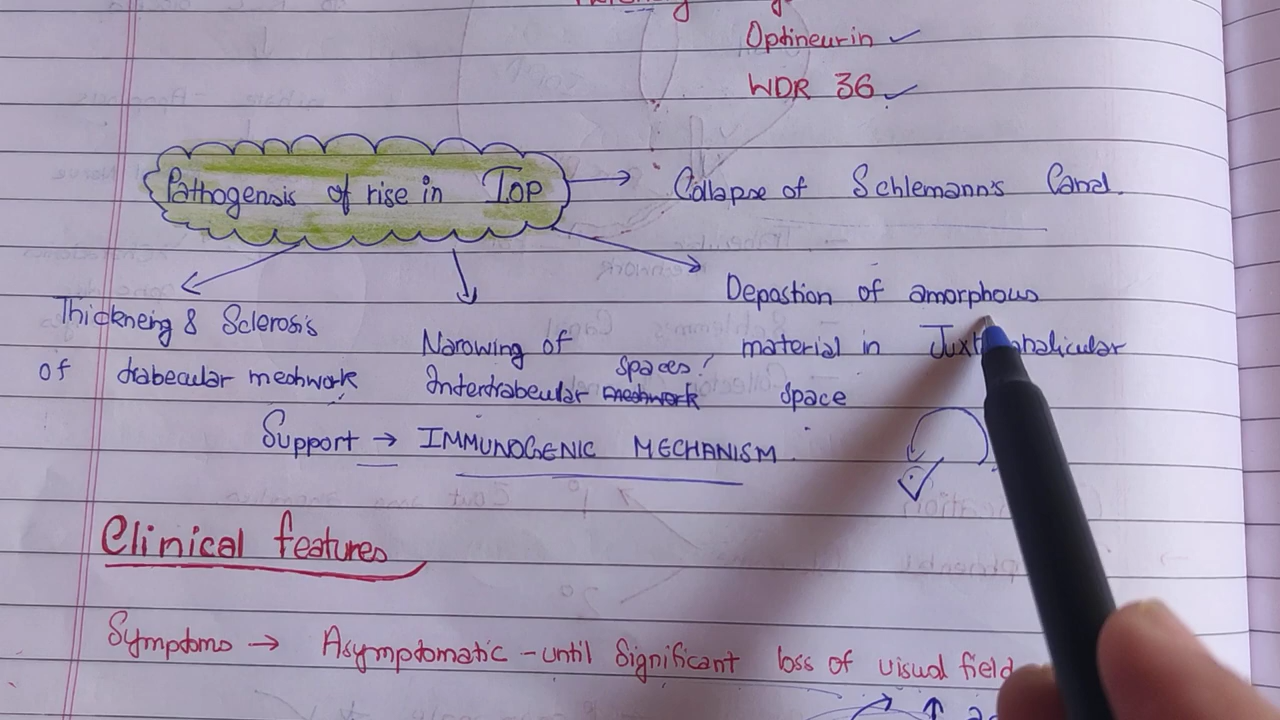 Optineurin
WDR 36
Pathogensis of rise in IOP
Collapse of Schlemann's Canal.
Depostion of amorphous
material in
space
Thickneing & Sclerosis
of trabecular meshwork
Narowing of
spaces!
Intertrabecular meshwork
Support → IMMUNOGENIC MECHANISM.
Clinical features
Symptoms → Asymptomatic - until Significant loss of visual field